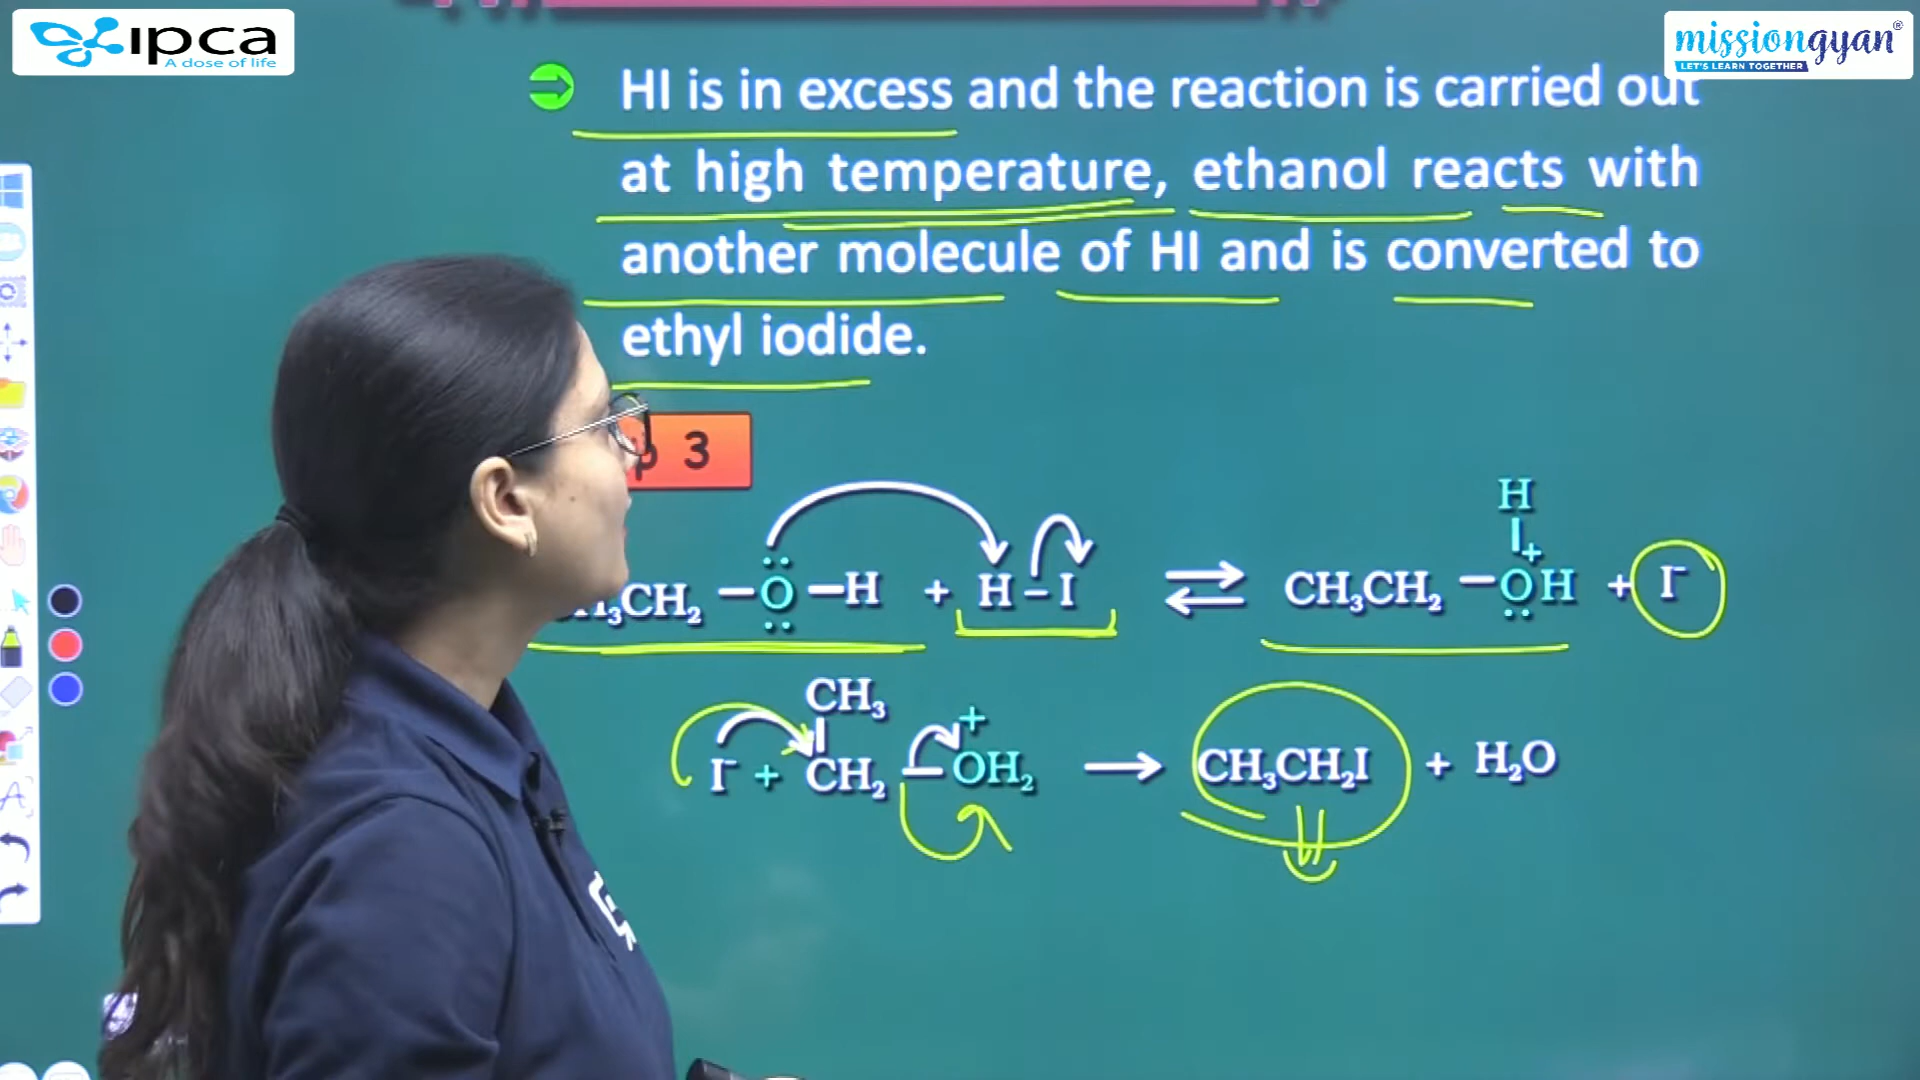 ipca
A dose of life
missiongyan®
LET'S LEARN TOGETHER
HI is in excess and the reaction is carried out
at high temperature, ethanol reacts with
another molecule of HI and is converted to
ethyl iodide.
p 3
H₃CCH₂ — O — H + H – I ⇌ CH₃CH₂ — OH + I⁻
H
+
CH₃
I⁻ + CH₂ — OH₂ → CH₃CH₂I + H₂O
+